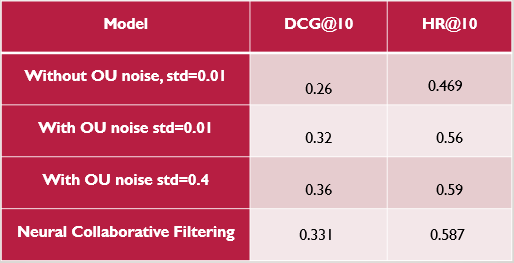 Model DCG@10 HR@10
Without OU noise, std=0.01 0.26 0.469
With OU noise std=0.01 0.32 0.56
With OU noise std=0.4 0.36 0.59
Neural Collaborative Filtering 0.331 0.587